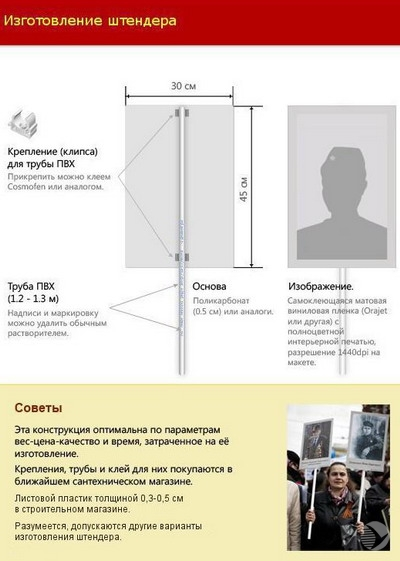 Изготовление штендера
30 см
45 см
Крепление (клипса)
для трубы ПВХ
Прикрепить можно клеем
Cosmofen или аналогом.
Труба ПВХ
(1.2 - 1.3 м)
Надписи и маркировку
можно удалить обычным
растворителем.
Основа
Поликарбонат
(0.5 см) или аналоги.
Изображение.
Самоклеющаяся матовая
виниловая пленка (Orajet
или другая) с
полноцветной
интерьерной печатью,
разрешение 1440dpi на
макете.
Советы
Эта конструкция оптимальна по параметрам
вес-цена-качество и время, затраченное на её
изготовление.
Крепления, трубы и клей для них покупаются в
ближайшем сантехническом магазине.
Листовой пластик толщиной 0,3-0,5 см
в строительном магазине.
Разумеется, допускаются другие варианты
изготовления штендера.